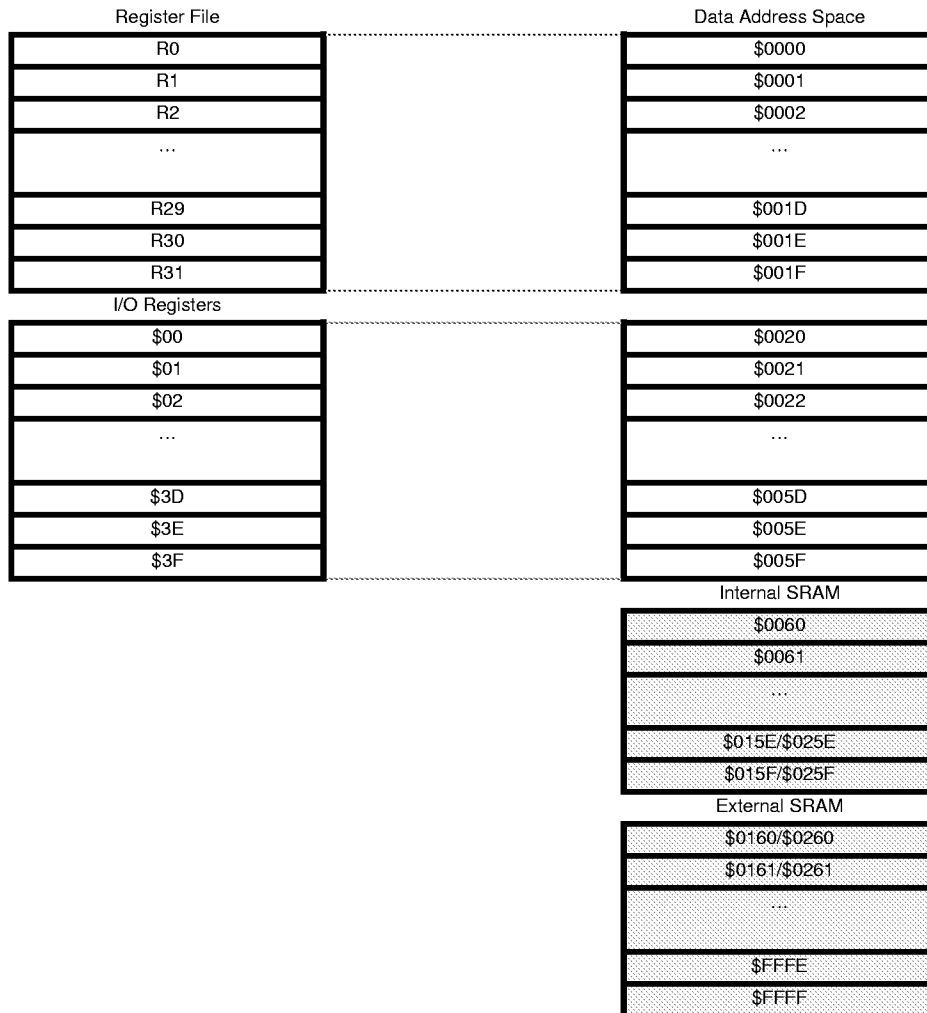 Register File Data Address Space
R0 $0000
R1 $0001
R2 $0002
... ...
R29 $001D
R30 $001E
R31 $001F
I/O Registers
$00 $0020
$01 $0021
$02 $0022
... ...
$3D $005D
$3E $005E
$3F $005F
Internal SRAM
$0060
$0061
...
$015E/$025E
$015F/$025F
External SRAM
$0160/$0260
$0161/$0261
...
$FFFE
$FFFF